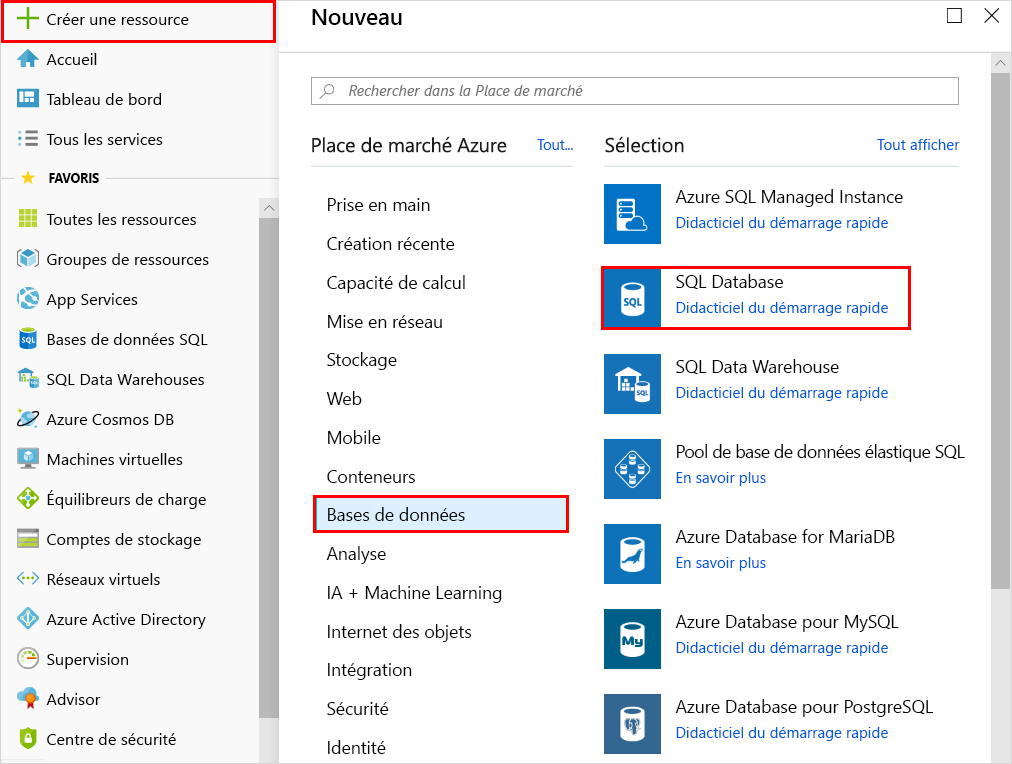 Créer une ressource
Accueil
Tableau de bord
Tous les services
FAVORIS
Toutes les ressources
Groupes de ressources
App Services
SQL
Bases de données SQL
SQL
SQL Data Warehouses
Azure Cosmos DB
Machines virtuelles
Équilibreurs de charge
Comptes de stockage
Réseaux virtuels
Azure Active Directory
Supervision
Advisor
Centre de sécurité
Nouveau
Rechercher dans la Place de marché
Place de marché Azure
Tout...
Prise en main
Création récente
Capacité de calcul
Mise en réseau
Stockage
Web
Mobile
Conteneurs
Bases de données
Analyse
IA + Machine Learning
Internet des objets
Intégration
Sécurité
Identité
Sélection
Tout afficher
Azure SQL Managed Instance
Didacticiel du démarrage rapide
SQL
SQL Database
Didacticiel du démarrage rapide
SQL
SQL Data Warehouse
Didacticiel du démarrage rapide
Pool de base de données élastique SQL
En savoir plus
Azure Database for MariaDB
En savoir plus
My
Azure Database pour MySQL
Didacticiel du démarrage rapide
Azure Database pour PostgreSQL
Didacticiel du démarrage rapide